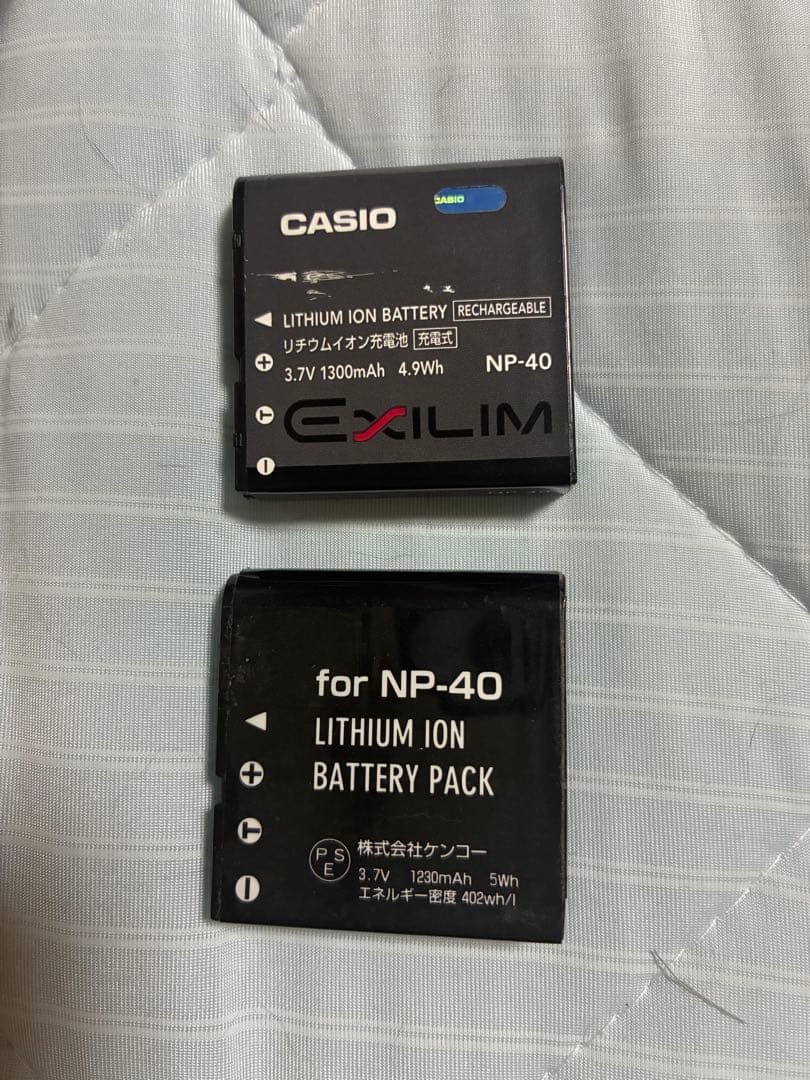 CASIO
CASIO
LITHIUM ION BATTERY RECHARGEABLE
リチウムイオン充電池 充電式
3.7V 1300mAh 4.9Wh NP-40
EXILIM
+
T
−
for NP-40
LITHIUM ION
BATTERY PACK
+
T
−
PSE
株式会社ケンコー
3.7V 1230mAh 5Wh
エネルギー密度 402wh/l